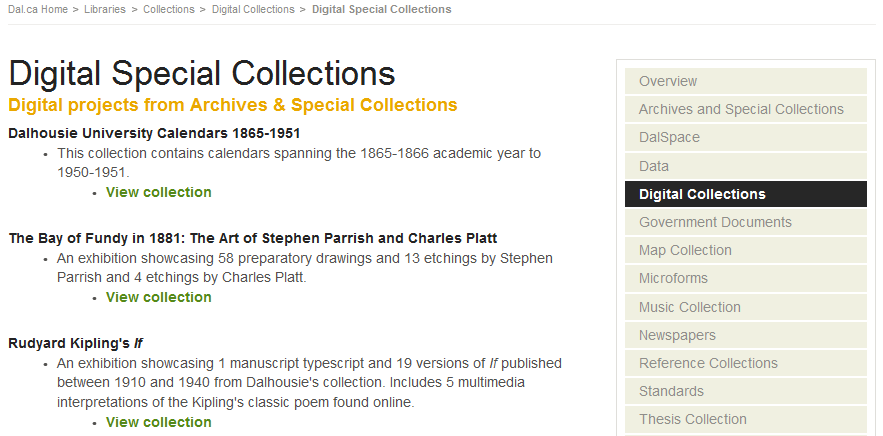 Dal.ca Home > Libraries > Collections > Digital Collections > Digital Special Collections
Digital Special Collections
Digital projects from Archives & Special Collections
Dalhousie University Calendars 1865-1951
• This collection contains calendars spanning the 1865-1866 academic year to
1950-1951.
• View collection
The Bay of Fundy in 1881: The Art of Stephen Parrish and Charles Platt
• An exhibition showcasing 58 preparatory drawings and 13 etchings by Stephen
Parrish and 4 etchings by Charles Platt.
• View collection
Rudyard Kipling's If
• An exhibition showcasing 1 manuscript typescript and 19 versions of If published
between 1910 and 1940 from Dalhousie's collection. Includes 5 multimedia
interpretations of the Kipling's classic poem found online.
• View collection
Overview
Archives and Special Collections
DalSpace
Data
Digital Collections
Government Documents
Map Collection
Microforms
Music Collection
Newspapers
Reference Collections
Standards
Thesis Collection